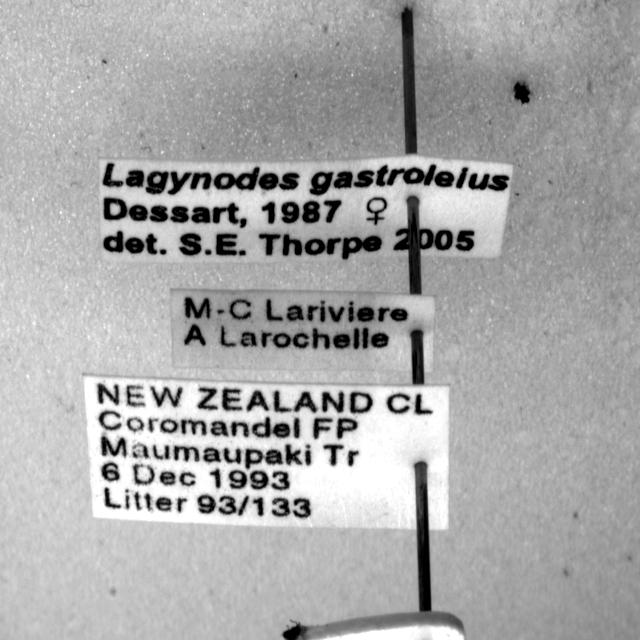 Lagynodes gastroleius
Dessart, 1987 ♀
det. S.E. Thorpe 2005
M-C Lariviere
A Larochelle
NEW ZEALAND CL
Coromandel FP
Maumaupaki Tr
6 Dec 1993
Litter 93/133